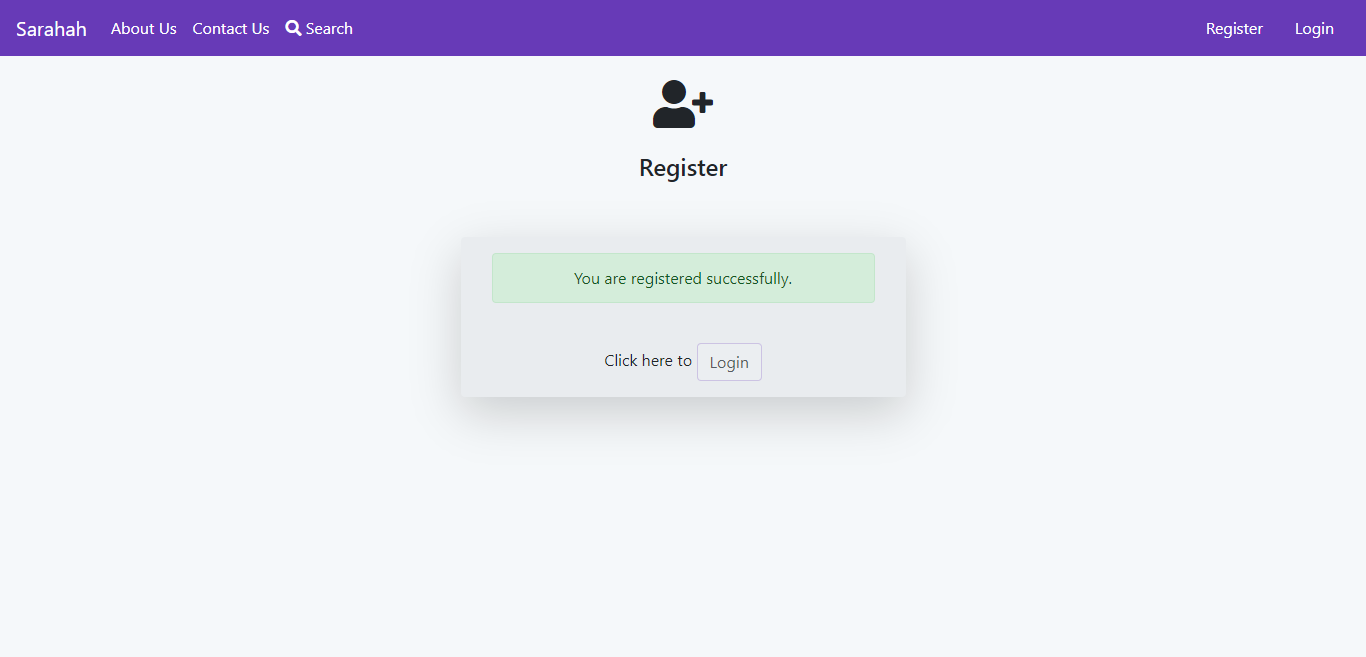 Sarahah About Us Contact Us Search Register Login
Register
You are registered successfully.
Click here to Login